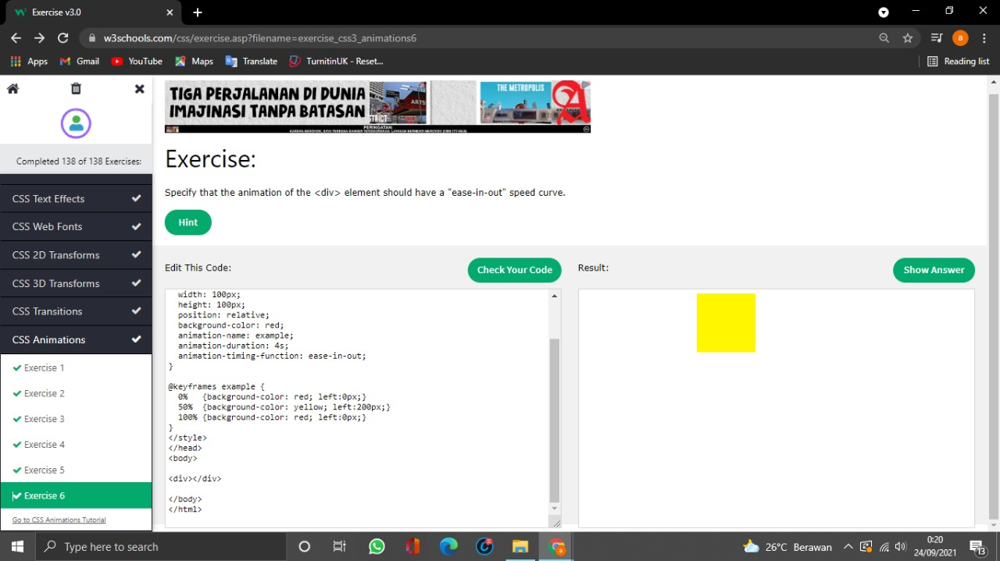 Exercise v3.0
w3schools.com/css/exercise.asp?filename=exercise_css3_animations6
a
Apps
Gmail
YouTube
Maps
Translate
TurnitinUK - Reset...
Reading list
TIGA PERJALANAN DI DUNIA
IMAJINASI TANPA BATASAN
ARTS
THE METROPOLIS
A
PERINGATAN:
Completed 138 of 138 Exercises:
CSS Text Effects
CSS Web Fonts
CSS 2D Transforms
CSS 3D Transforms
CSS Transitions
CSS Animations
Exercise 1
Exercise 2
Exercise 3
Exercise 4
Exercise 5
Exercise 6
Go to CSS Animations Tutorial
Exercise:
Specify that the animation of the <div> element should have a "ease-in-out" speed curve.
Hint
Edit This Code:
Check Your Code
width: 100px;
height: 100px;
position: relative;
background-color: red;
animation-name: example;
animation-duration: 4s;
animation-timing-function: ease-in-out;
}
@keyframes example {
0%   {background-color: red; left:0px;}
50%  {background-color: yellow; left:200px;}
100% {background-color: red; left:0px;}
}
</style>
</head>
<body>
<div></div>
</body>
</html>
Result:
Show Answer
Type here to search
26°C Berawan
0:20
24/09/2021
13